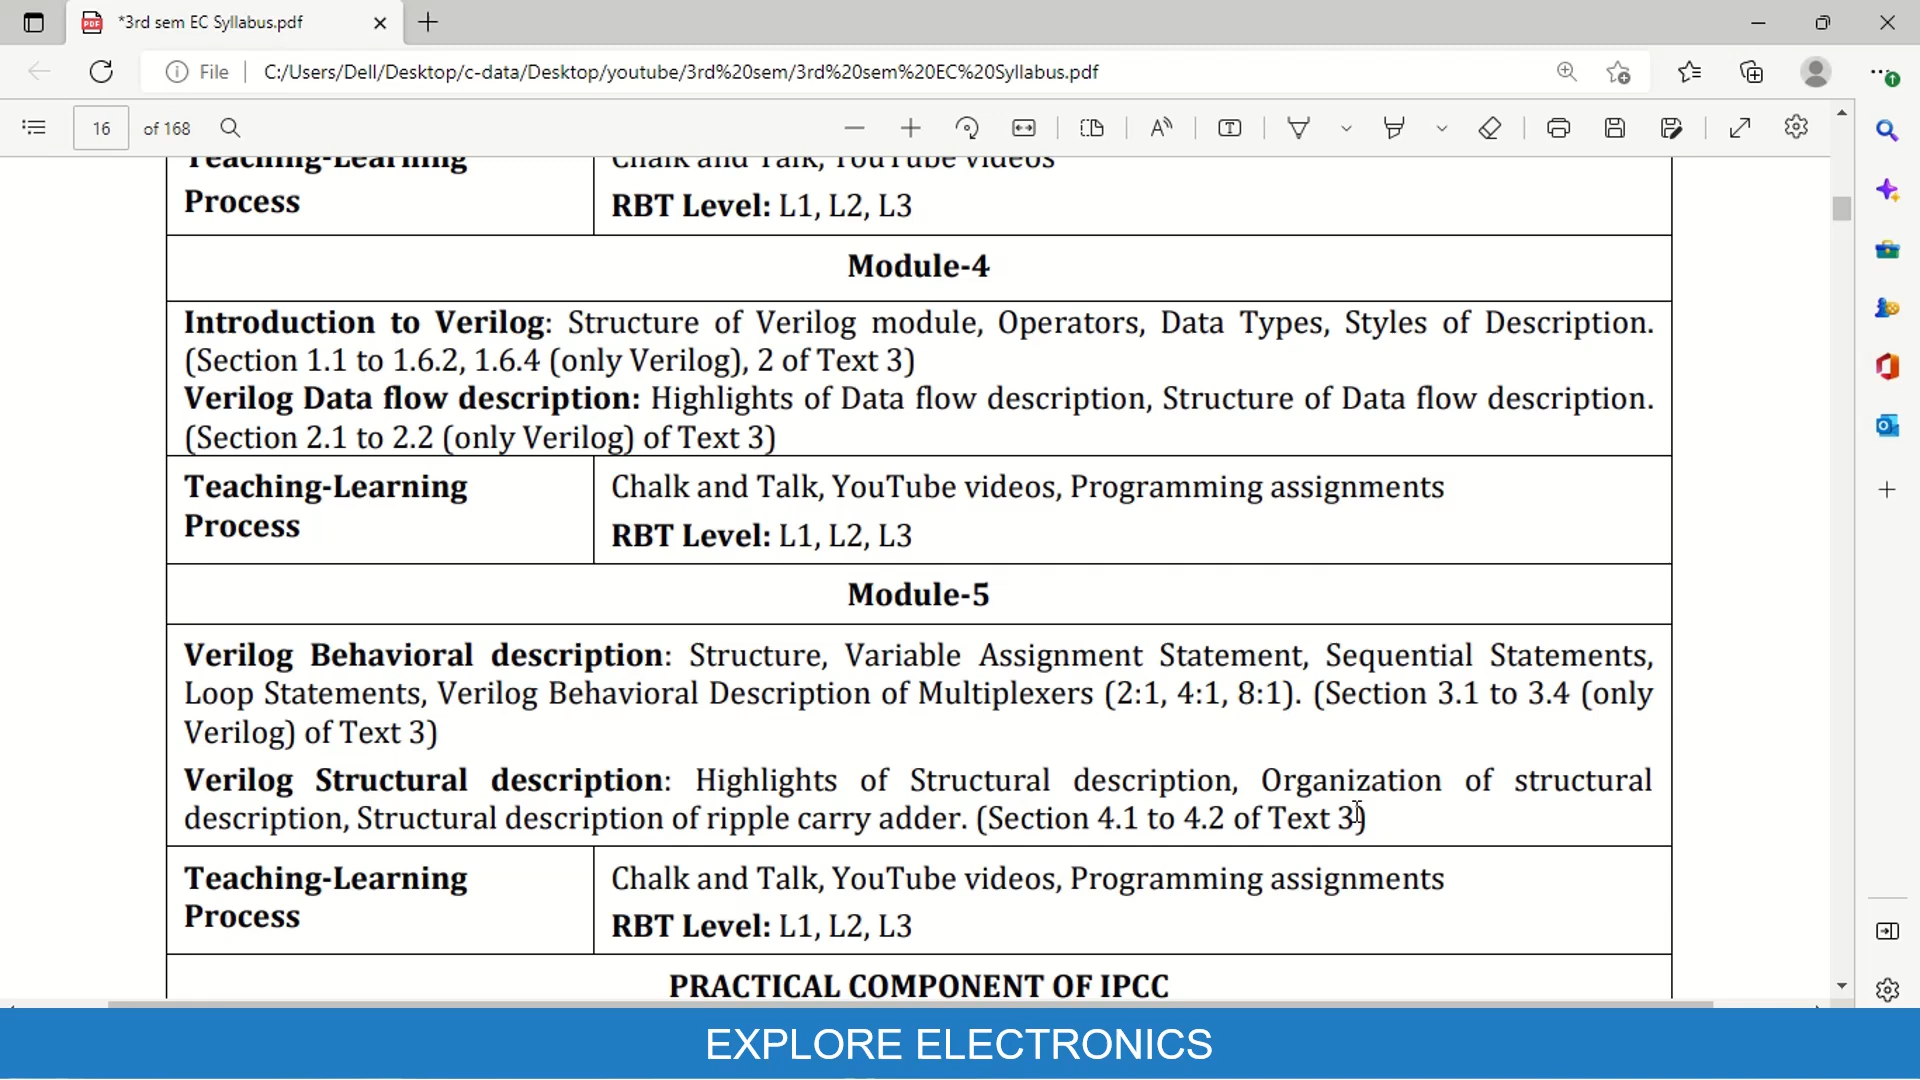 *3rd sem EC Syllabus.pdf
File
C:/Users/Dell/Desktop/c-data/Desktop/youtube/3rd%20sem/3rd%20sem%20EC%20Syllabus.pdf
16 of 168
Teaching-Learning Process
Chalk and Talk, YouTube videos
RBT Level: L1, L2, L3
Module-4
Introduction to Verilog: Structure of Verilog module, Operators, Data Types, Styles of Description.
(Section 1.1 to 1.6.2, 1.6.4 (only Verilog), 2 of Text 3)
Verilog Data flow description: Highlights of Data flow description, Structure of Data flow description.
(Section 2.1 to 2.2 (only Verilog) of Text 3)
Teaching-Learning
Process
Chalk and Talk, YouTube videos, Programming assignments
RBT Level: L1, L2, L3
Module-5
Verilog Behavioral description: Structure, Variable Assignment Statement, Sequential Statements,
Loop Statements, Verilog Behavioral Description of Multiplexers (2:1, 4:1, 8:1). (Section 3.1 to 3.4 (only
Verilog) of Text 3)
Verilog Structural description: Highlights of Structural description, Organization of structural
description, Structural description of ripple carry adder. (Section 4.1 to 4.2 of Text 3)
Teaching-Learning
Process
Chalk and Talk, YouTube videos, Programming assignments
RBT Level: L1, L2, L3
PRACTICAL COMPONENT OF IPCC
EXPLORE ELECTRONICS